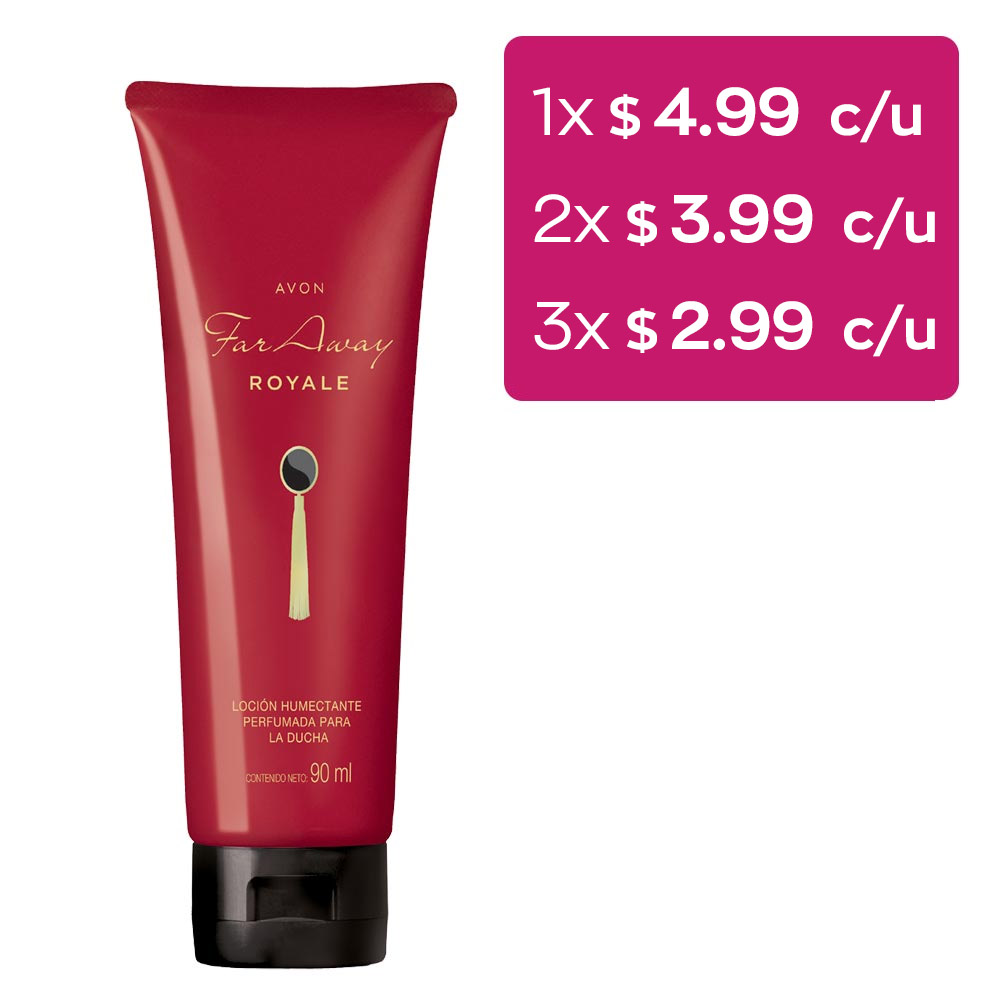 AVON
Far Away
ROYALE
LOCIÓN HUMECTANTE
PERFUMADA PARA
LA DUCHA
CONTENIDO NETO: 90 ml
1x $ 4.99 c/u
2x $ 3.99 c/u
3x $ 2.99 c/u